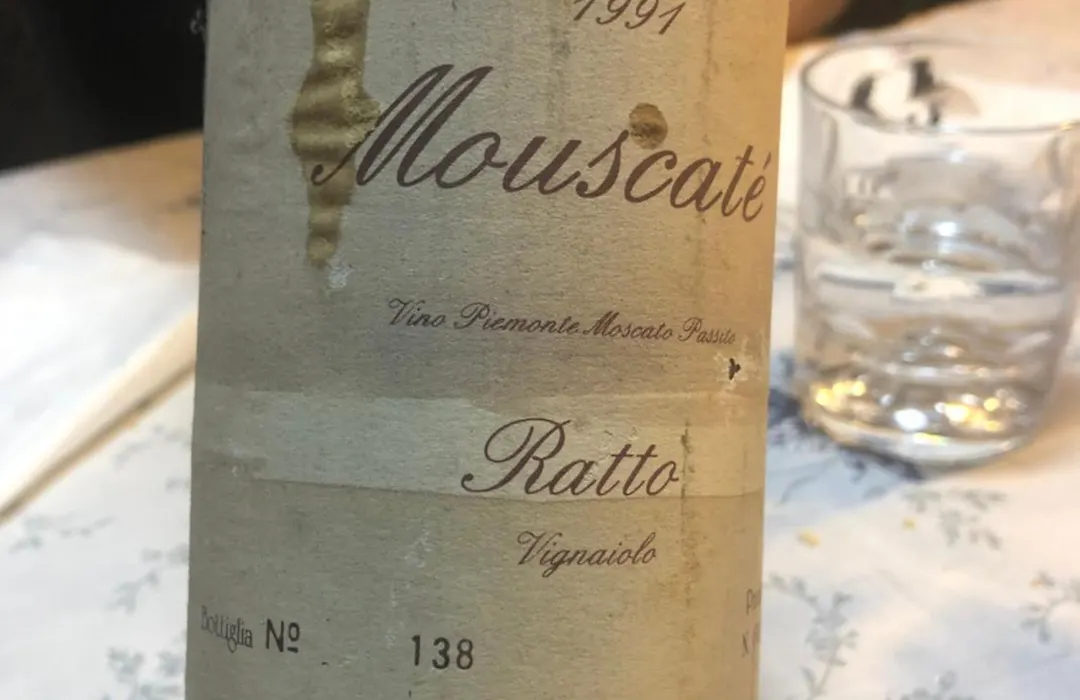 1991
Mouscaté
Vino Piemonte Moscato Passito
Ratto
Vignaiolo
Bottiglia Nº 138